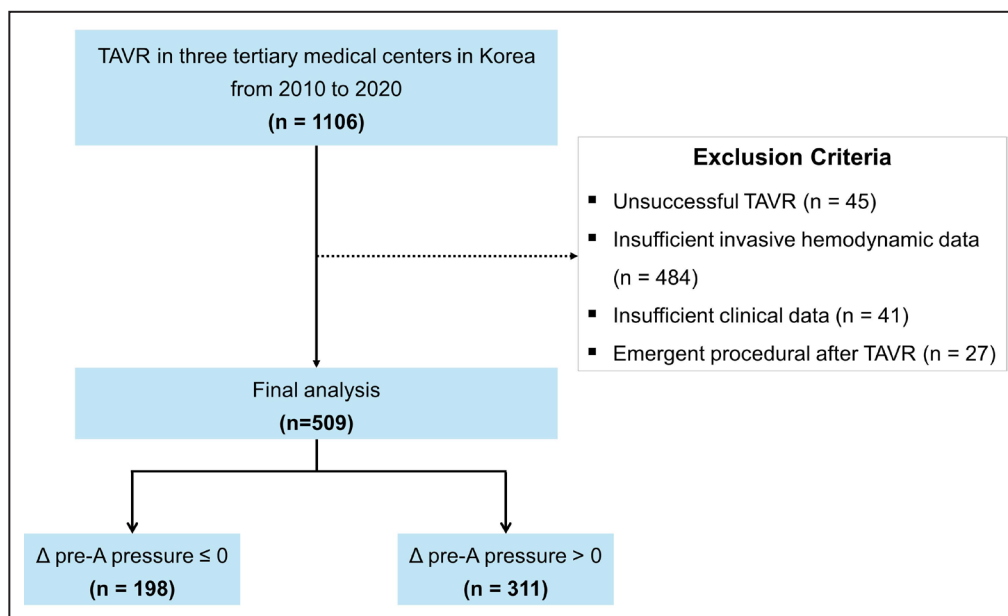 TAVR in three tertiary medical centers in Korea
from 2010 to 2020
(n = 1106)
Exclusion Criteria
▪ Unsuccessful TAVR (n = 45)
▪ Insufficient invasive hemodynamic data
(n = 484)
▪ Insufficient clinical data (n = 41)
▪ Emergent procedural after TAVR (n = 27)
Final analysis
(n=509)
Δ pre-A pressure ≤ 0
(n = 198)
Δ pre-A pressure > 0
(n = 311)